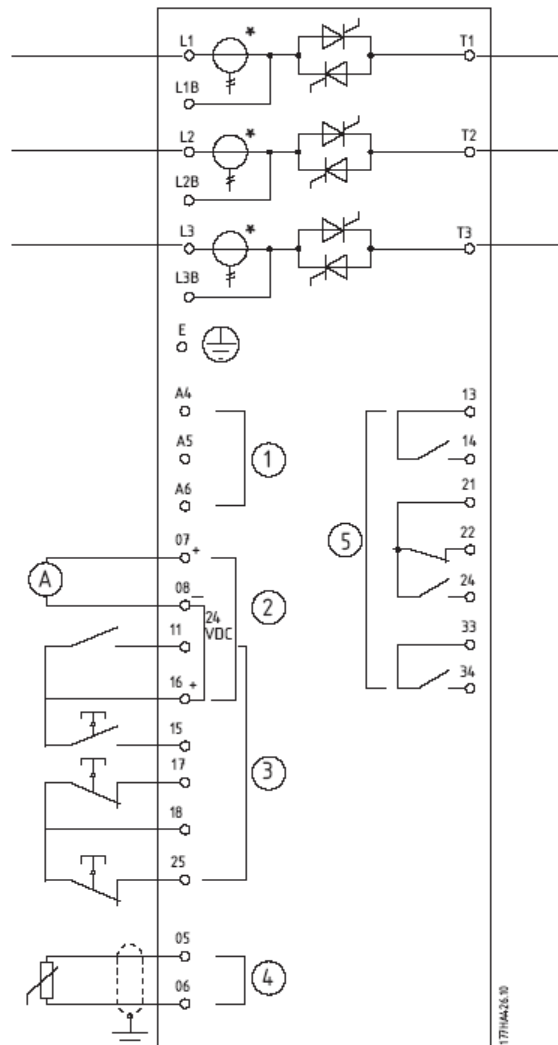 L1 * T1
L1B
L2 * T2
L2B
L3 * T3
L3B
E
A4
A5
A6
1
07 +
08 −
24
VDC
2
A
11
16 +
15
17
18
25
3
05
06
4
13
14
21
22
24
33
34
5
177HA426.10